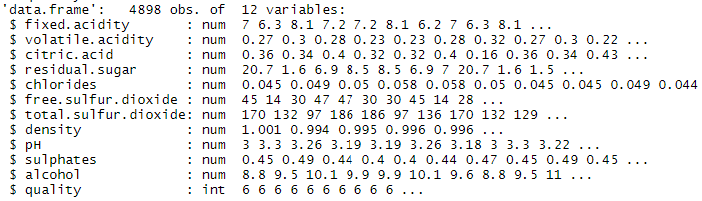 'data.frame':   4898 obs. of  12 variables:
 $ fixed.acidity       : num  7 6.3 8.1 7.2 7.2 8.1 6.2 7 6.3 8.1 ...
 $ volatile.acidity    : num  0.27 0.3 0.28 0.23 0.23 0.28 0.32 0.27 0.3 0.22 ...
 $ citric.acid         : num  0.36 0.34 0.4 0.32 0.32 0.4 0.16 0.36 0.34 0.43 ...
 $ residual.sugar      : num  20.7 1.6 6.9 8.5 8.5 6.9 7 20.7 1.6 1.5 ...
 $ chlorides           : num  0.045 0.049 0.05 0.058 0.058 0.05 0.045 0.045 0.049 0.044
 $ free.sulfur.dioxide : num  45 14 30 47 47 30 30 45 14 28 ...
 $ total.sulfur.dioxide: num  170 132 97 186 186 97 136 170 132 129 ...
 $ density             : num  1.001 0.994 0.995 0.996 0.996 ...
 $ pH                  : num  3 3.3 3.26 3.19 3.19 3.26 3.18 3 3.3 3.22 ...
 $ sulphates           : num  0.45 0.49 0.44 0.4 0.4 0.44 0.47 0.45 0.49 0.45 ...
 $ alcohol             : num  8.8 9.5 10.1 9.9 9.9 10.1 9.6 8.8 9.5 11 ...
 $ quality             : int  6 6 6 6 6 6 6 6 6 6 ...